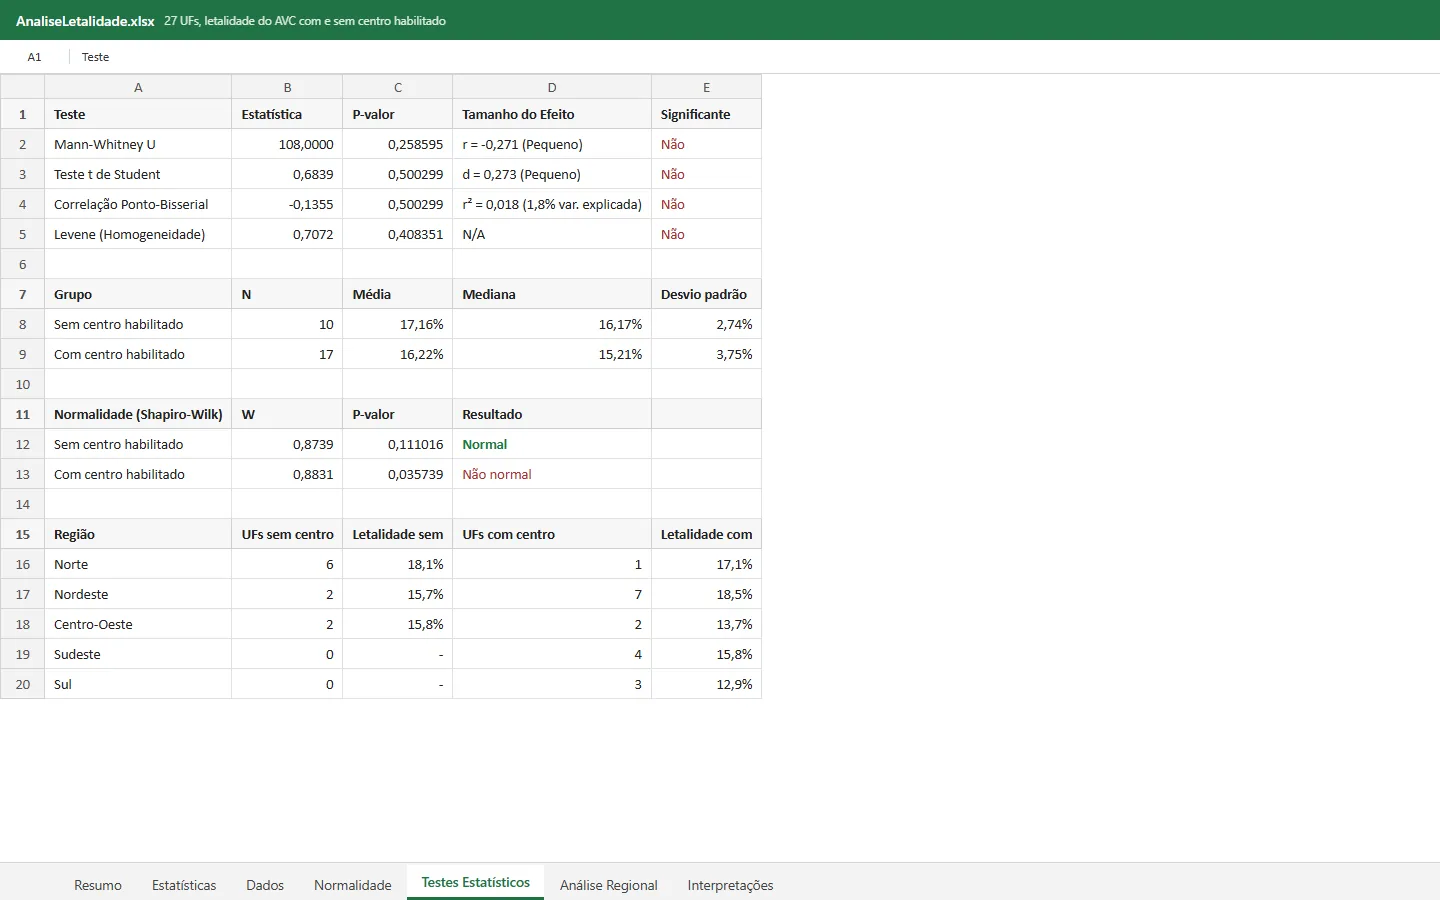 AnaliseLetalidade.xlsx 27 UFs, letalidade do AVC com e sem centro habilitado
A1 Teste
A B C D E
1 Teste Estatística P-valor Tamanho do Efeito Significante
2 Mann-Whitney U 108,0000 0,258595 r = -0,271 (Pequeno) Não
3 Teste t de Student 0,6839 0,500299 d = 0,273 (Pequeno) Não
4 Correlação Ponto-Bisserial -0,1355 0,500299 r² = 0,018 (1,8% var. explicada) Não
5 Levene (Homogeneidade) 0,7072 0,408351 N/A Não
6
7 Grupo N Média Mediana Desvio padrão
8 Sem centro habilitado 10 17,16% 16,17% 2,74%
9 Com centro habilitado 17 16,22% 15,21% 3,75%
10
11 Normalidade (Shapiro-Wilk) W P-valor Resultado
12 Sem centro habilitado 0,8739 0,111016 Normal
13 Com centro habilitado 0,8831 0,035739 Não normal
14
15 Região UFs sem centro Letalidade sem UFs com centro Letalidade com
16 Norte 6 18,1% 1 17,1%
17 Nordeste 2 15,7% 7 18,5%
18 Centro-Oeste 2 15,8% 2 13,7%
19 Sudeste 0 - 4 15,8%
20 Sul 0 - 3 12,9%
Resumo Estatísticas Dados Normalidade Testes Estatísticos Análise Regional Interpretações